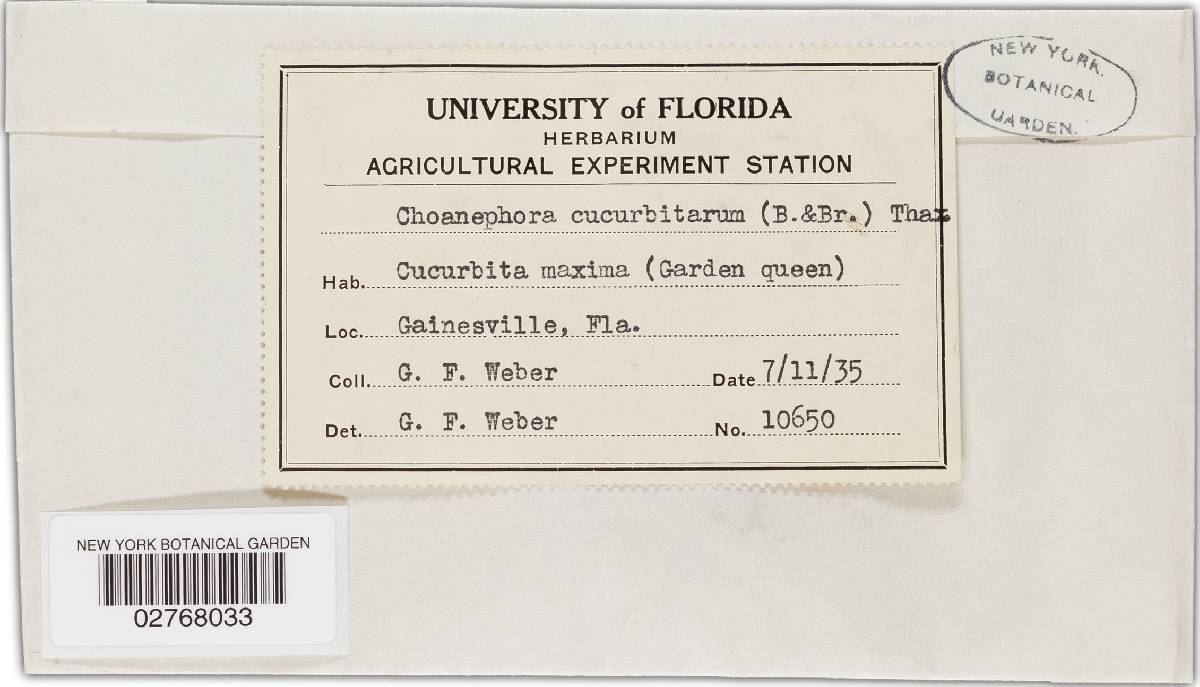 NEW YORK
BOTANICAL
GARDEN.
UNIVERSITY of FLORIDA
HERBARIUM
AGRICULTURAL EXPERIMENT STATION
Choanephora cucurbitarum (B.&Br.) Thax.
Hab. Cucurbita maxima (Garden queen)
Loc. Gainesville, Fla.
Coll. G. F. Weber Date 7/11/35
Det. G. F. Weber No. 10650
NEW YORK BOTANICAL GARDEN
02768033